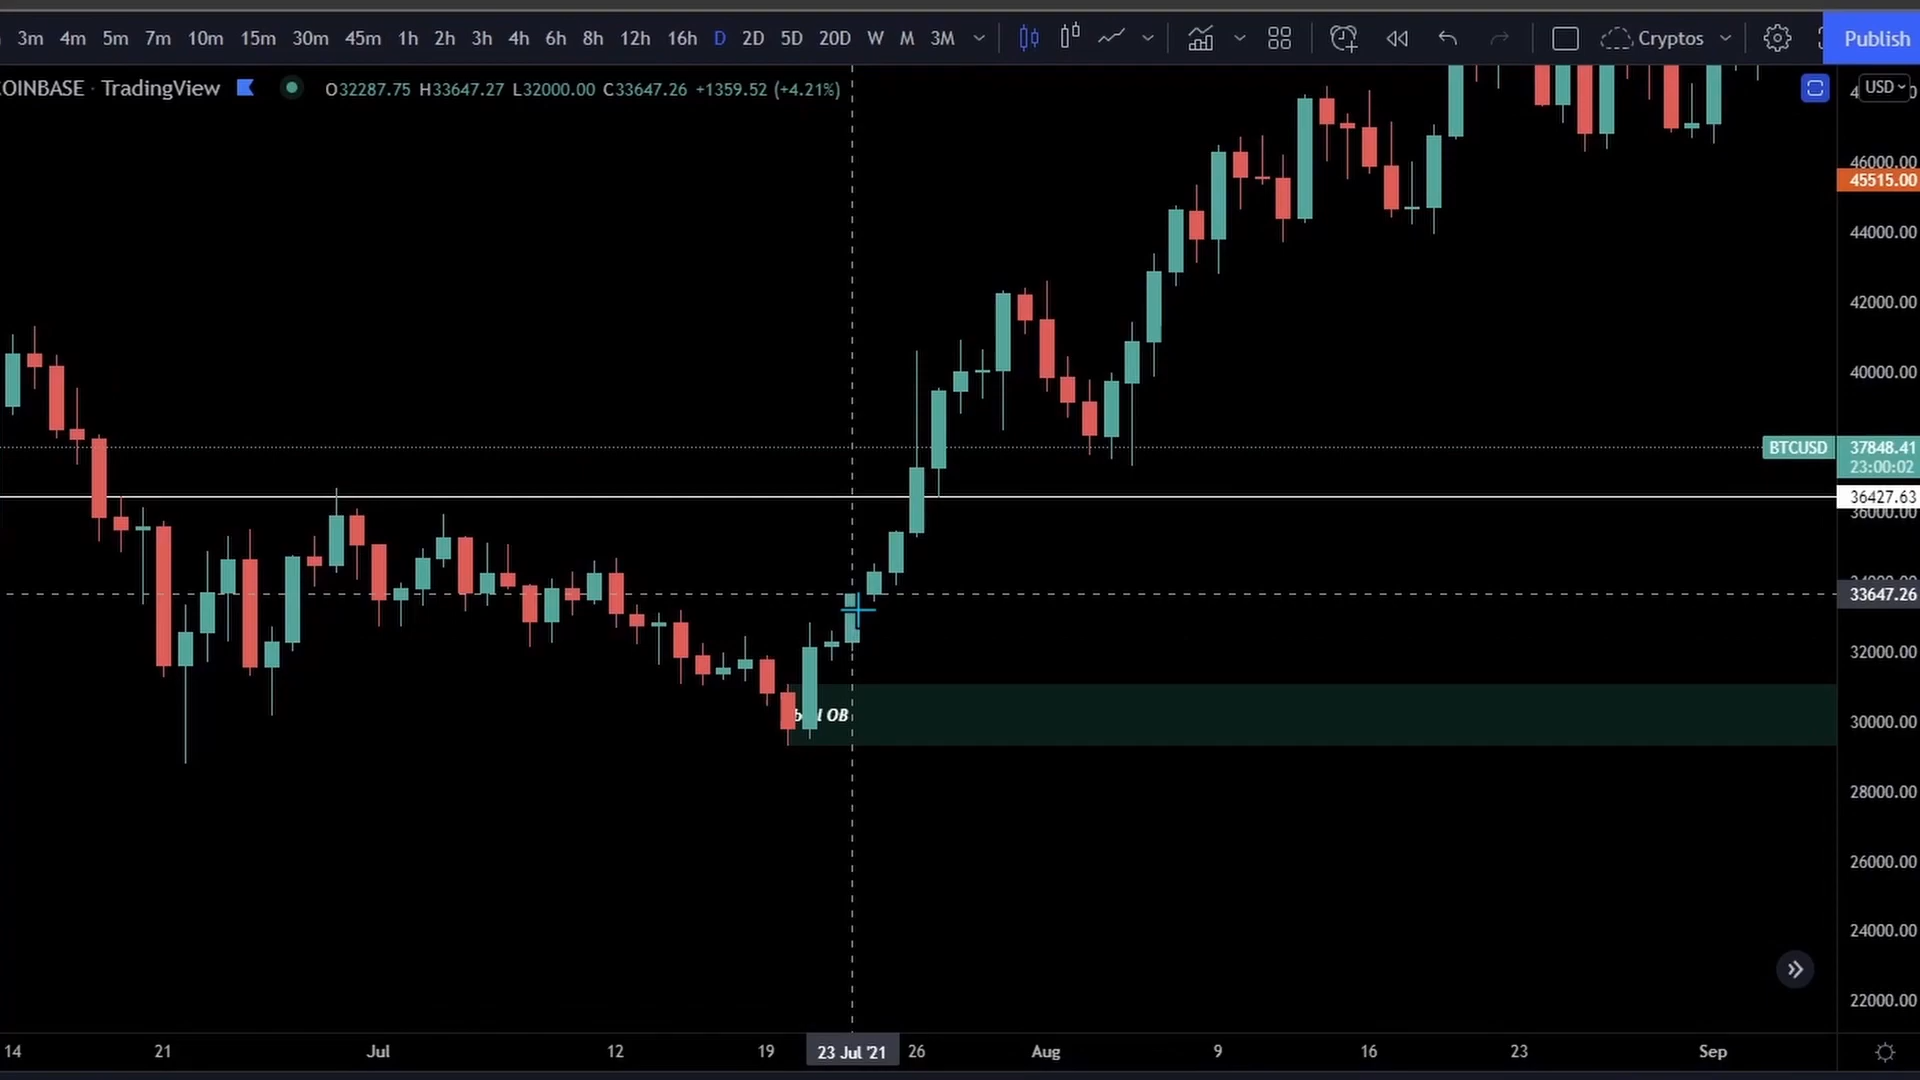 3m 4m 5m 7m 10m 15m 30m 45m 1h 2h 3h 4h 6h 8h 12h 16h D 2D 5D 20D W M 3M Cryptos Publish
OINBASE · TradingView O32287.75 H33647.27 L32000.00 C33647.26 +1359.52 (+4.21%)
USD
46000.00
45515.00
44000.00
42000.00
40000.00
BTCUSD 37848.41
23:00:02
36427.63
36000.00
34000.00
33647.26
32000.00
OB
30000.00
28000.00
26000.00
24000.00
22000.00
14 21 Jul 12 19 23 Jul '21 26 Aug 9 16 23 Sep